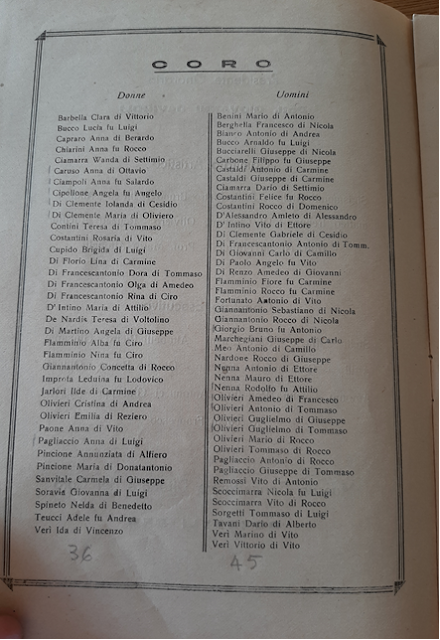 CORO
Donne
Barbella Clara di Vittorio
Bucco Lucia fu Luigi
Capraro Anna di Berardo
Chiarini Anna fu Rocco
Ciamarra Wanda di Settimio
Caruso Anna di Ottavio
Ciampoli Anna fu Salardo
Cipellone Angela fu Angelo
Di Clemente Iolanda di Cesidio
Di Clemente Maria di Oliviero
Contini Teresa di Tommaso
Costantini Rosaria di Vito
Cupido Brigida di Luigi
Di Florio Lina di Carmine
Di Francescantonio Dora di Tommaso
Di Francescantonio Olga di Amedeo
Di Francescantonio Rina di Ciro
D'Intino Maria di Attilio
De Nardis Teresa di Voltolino
Di Martino Angela di Giuseppe
Flamminio Alba fu Ciro
Flamminio Nina fu Ciro
Giannantonio Concetta di Rocco
Improta Leduina fu Lodovico
Jarlori Ilde di Carmine
Olivieri Cristina di Andrea
Olivieri Emilia di Reziero
Paone Anna di Vito
Pagliaccio Anna di Luigi
Pincione Annunziata di Alfiero
Pincione Maria di Donatantonio
Sanvitale Carmela di Giuseppe
Soravis Giovanna di Luigi
Spineto Nelda di Benedetto
Teucci Adele fu Andrea
Veri Ida di Vincenzo
36
Uomini
Benini Mario di Antonio
Berghella Francesco di Nicola
Bianco Antonio di Andrea
Bucco Arnaldo fu Luigi
Bucciarelli Giuseppe di Nicola
Carbone Filippo fu Giuseppe
Castaldi Antonio di Carmine
Castaldi Giuseppe di Carmine
Ciamarra Dario di Settimio
Costantini Felice fu Rocco
Costantini Rocco di Domenico
D'Alessandro Amleto di Alessandro
D'Intino Vito di Ettore
Di Clemente Gabriele di Cesidio
Di Francescantonio Antonio di Tomm.
Di Giovanni Carlo di Camillo
Di Paolo Angelo fu Vito
Di Renzo Amedeo di Giovanni
Flamminio Fiore fu Carmine
Flamminio Rocco fu Carmine
Fortunato Antonio di Vito
Giannantonio Sebastiano di Nicola
Giannantonio Rocco di Nicola
Giorgio Bruno fu Antonio
Marchegiani Giuseppe di Carlo
Meo Antonio di Camillo
Nardone Rocco di Giuseppe
Nenna Antonio di Ettore
Nenna Mauro di Ettore
Nenna Rodolfo fu Attilio
Olivieri Amedeo di Francesco
Olivieri Antonio di Tommaso
Olivieri Guglielmo di Giuseppe
Olivieri Guglielmo di Tommaso
Olivieri Mario di Rocco
Olivieri Tommaso di Rocco
Pagliaccio Antonio di Rocco
Pagliaccio Giuseppe di Tommaso
Remossi Vito di Antonio
Scoccimarra Nicola fu Luigi
Scoccimarra Vito di Rocco
Sorgetti Tommaso di Luigi
Tavani Dario di Alberto
Veri Marino di Vito
Veri Vittorio di Vito
45